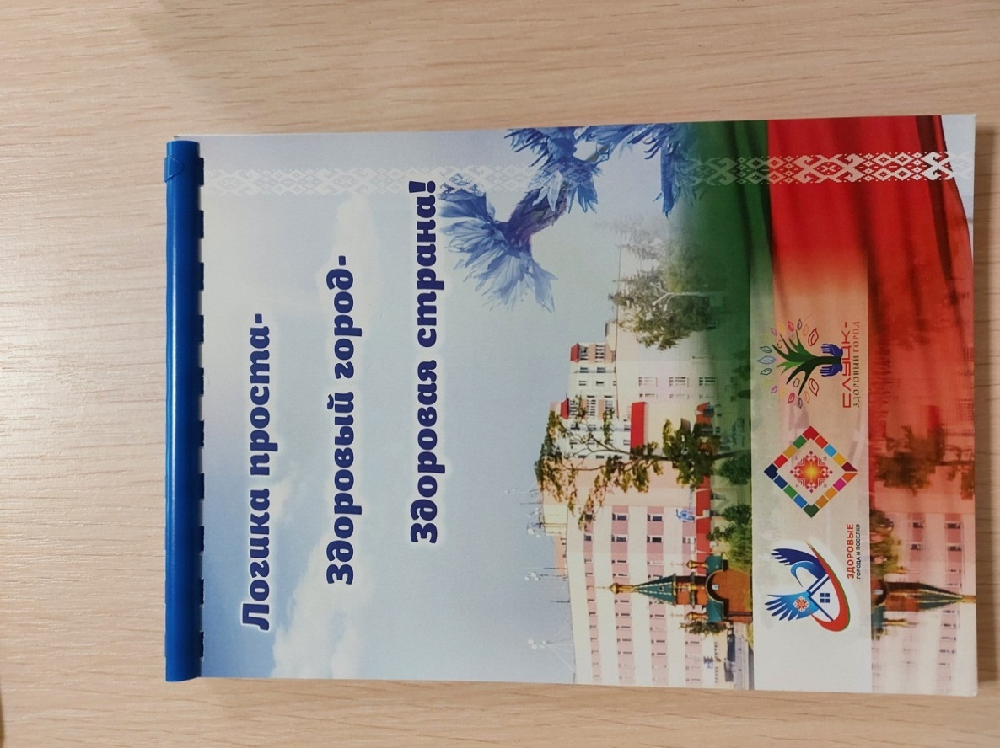 Логика проста-
Здоровый город-
Здоровая страна!
ЗДОРОВЫЕ
ГОРОДА И ПОСЕЛКИ
СЛУЦК-
ЗДОРОВЫЙ ГОРОД